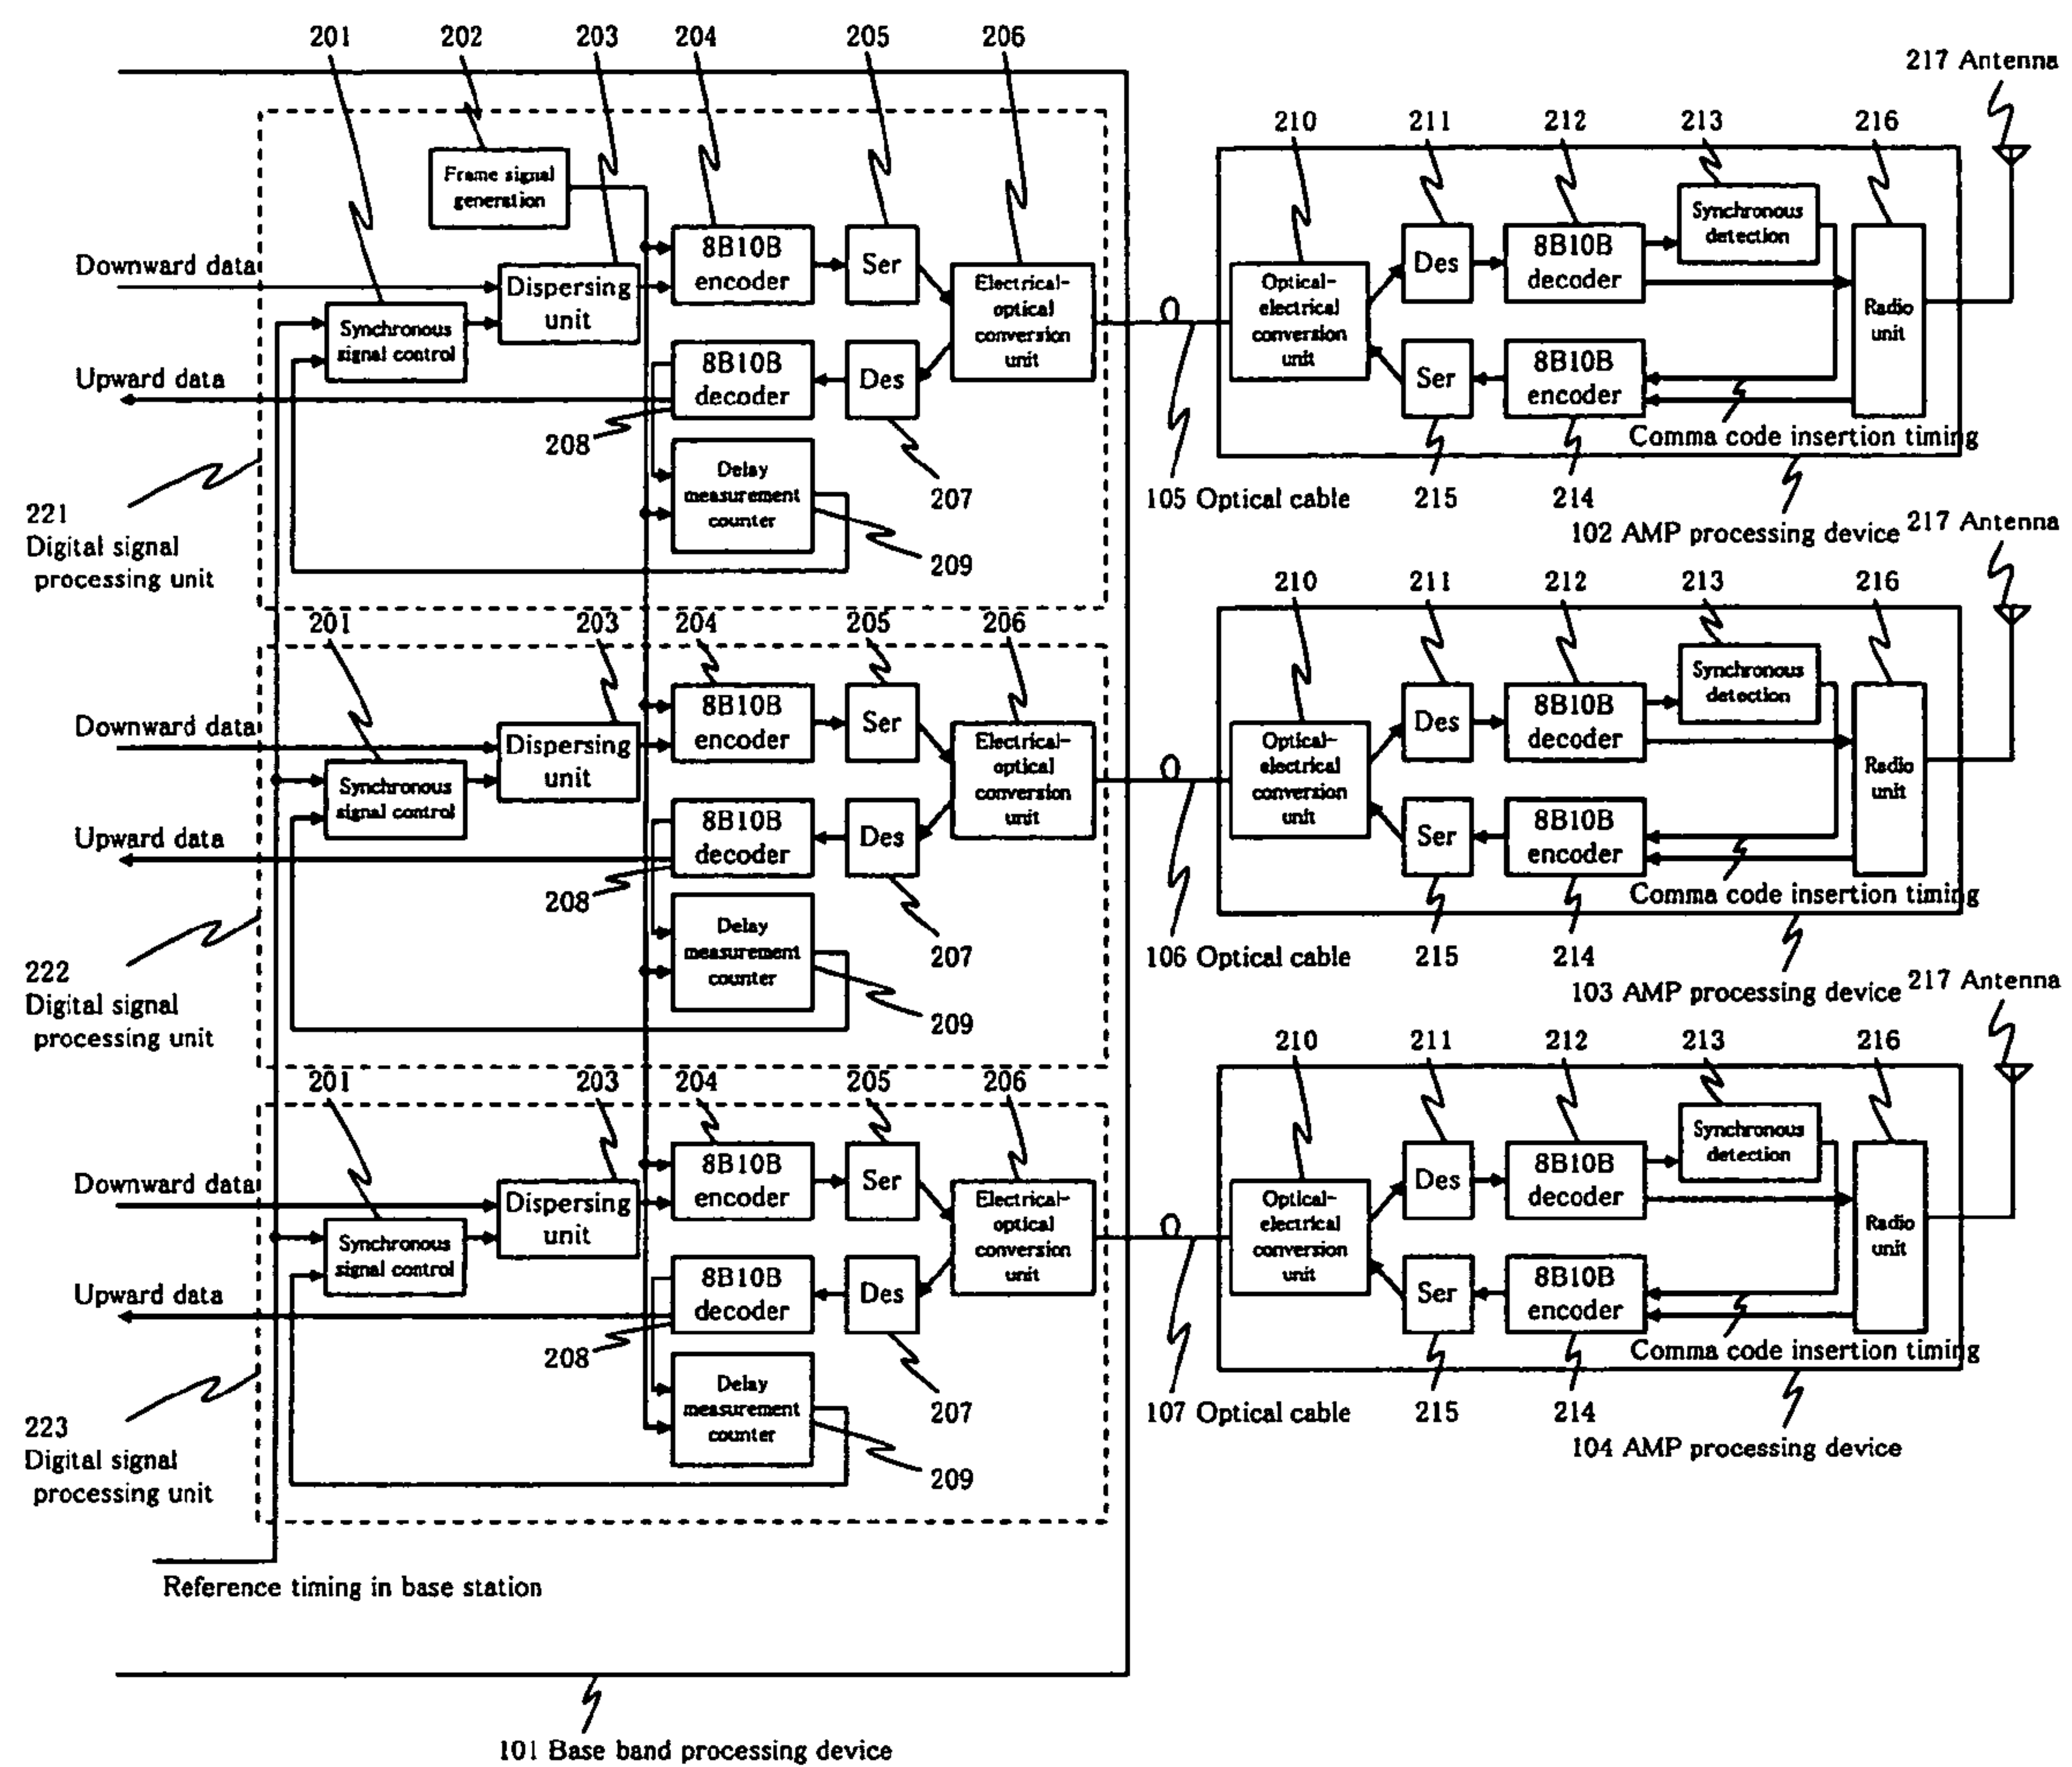 201
202
203
204
205
206
217 Antenna
210
211
212
213
216
Frame signal
generation
Downward data
Dispersing
unit
8B10B
encoder
Ser
Electrical-
optical
conversion
unit
Synchronous
signal control
Upward data
8B10B
decoder
Des
208
207
Delay
measurement
counter
209
221
Digital signal
processing unit
Optical-
electrical
conversion
unit
Des
8B10B
decoder
Synchronous
detection
Radio
unit
Ser
8B10B
encoder
Comma code insertion timing
105 Optical cable
215
214
102 AMP processing device
217 Antenna
201
203
204
205
206
210
211
212
213
216
Downward data
Dispersing
unit
8B10B
encoder
Ser
Electrical-
optical
conversion
unit
Synchronous
signal control
Upward data
8B10B
decoder
Des
208
207
Delay
measurement
counter
209
222
Digital signal
processing unit
Optical-
electrical
conversion
unit
Des
8B10B
decoder
Synchronous
detection
Radio
unit
Ser
8B10B
encoder
Comma code insertion timing
106 Optical cable
215
214
103 AMP processing device
217 Antenna
201
203
204
205
206
210
211
212
213
216
Downward data
Dispersing
unit
8B10B
encoder
Ser
Electrical-
optical
conversion
unit
Synchronous
signal control
Upward data
8B10B
decoder
Des
208
207
Delay
measurement
counter
209
223
Digital signal
processing unit
Optical-
electrical
conversion
unit
Des
8B10B
decoder
Synchronous
detection
Radio
unit
Ser
8B10B
encoder
Comma code insertion timing
107 Optical cable
215
214
104 AMP processing device
Reference timing in base station
101 Base band processing device